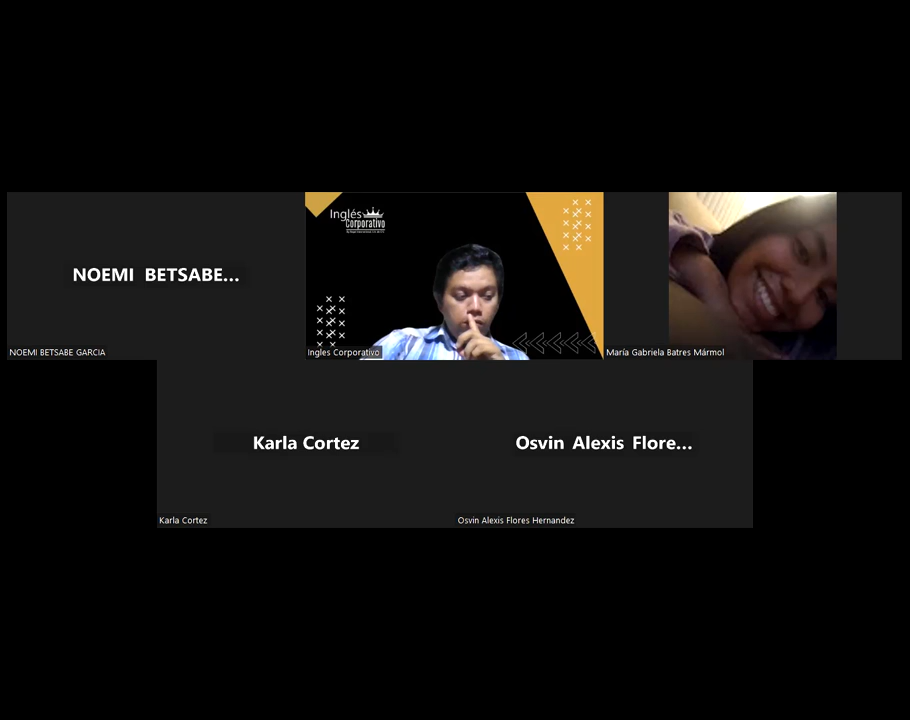 NOEMI BETSABE...
NOEMI BETSABE GARCIA
Inglés
Corporativo
Ingles Corporativo
María Gabriela Batres Mármol
Karla Cortez
Karla Cortez
Osvin Alexis Flore...
Osvin Alexis Flores Hernandez